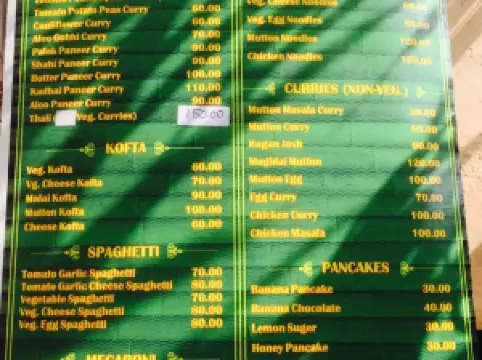 Tomato Potato Peas Curry 60.00
Cauliflower Curry 60.00
Aloo Gobhi Curry 70.00
Palak Paneer Curry 90.00
Shahi Paneer Curry 90.00
Butter Paneer Curry 100.00
Kadhai Paneer Curry 110.00
Aloo Paneer Curry 90.00
Thali ( Veg. Curries) 150.00
KOFTA
Veg. Kofta 60.00
Vg. Cheese Kofta 70.00
Malai Kofta 90.00
Mutton Kofta 100.00
Cheese Kofta 60.00
SPAGHETTI
Tomato Garlic Spaghetti 70.00
Tomato Garlic Cheese Spaghetti 80.00
Vegetable Spaghetti 70.00
Veg. Cheese Spaghetti 80.00
Veg. Egg Spaghetti 80.00
MEGARONI
Veg. Cheese Noodles
Veg. Egg Noodles
Mutton Noodles
Chicken Noodles
CURRIES (NON-VEG.)
Mutton Masala Curry
Mutton Curry 90.00
Rogan Josh 90.00
Mughlai Mutton 120.00
Mutton Egg 100.00
Egg Curry 70.00
Chicken Curry 100.00
Chicken Masala 100.00
PANCAKES
Banana Pancake 30.00
Banana Chocolate 40.00
Lemon Suger 30.00
Honey Pancake 30.00